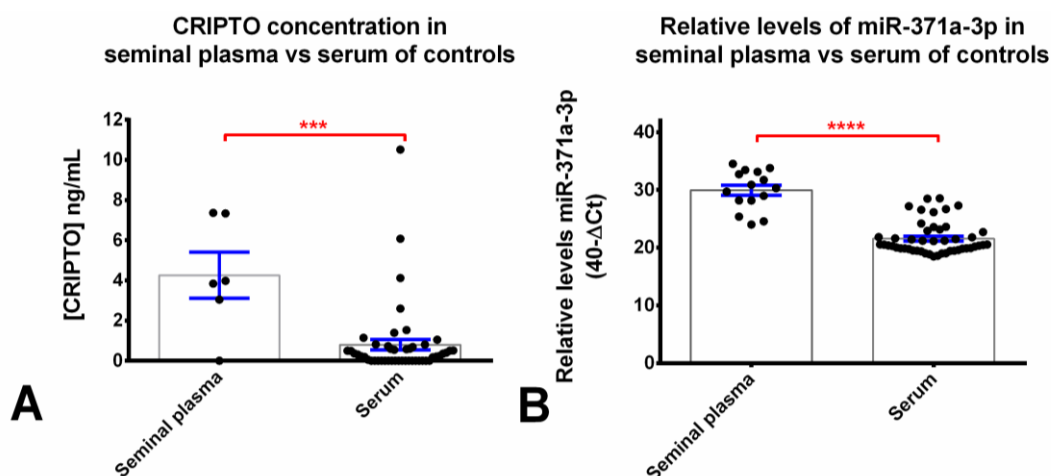 CRIPTO concentration in
seminal plasma vs serum of controls
[CRIPTO] ng/mL
12
10
8
6
4
2
0
***
Seminal plasma
Serum
A
Relative levels of miR-371a-3p in
seminal plasma vs serum of controls
Relative levels miR-371a-3p
(40-ΔCt)
40
30
20
10
0
****
Seminal plasma
Serum
B